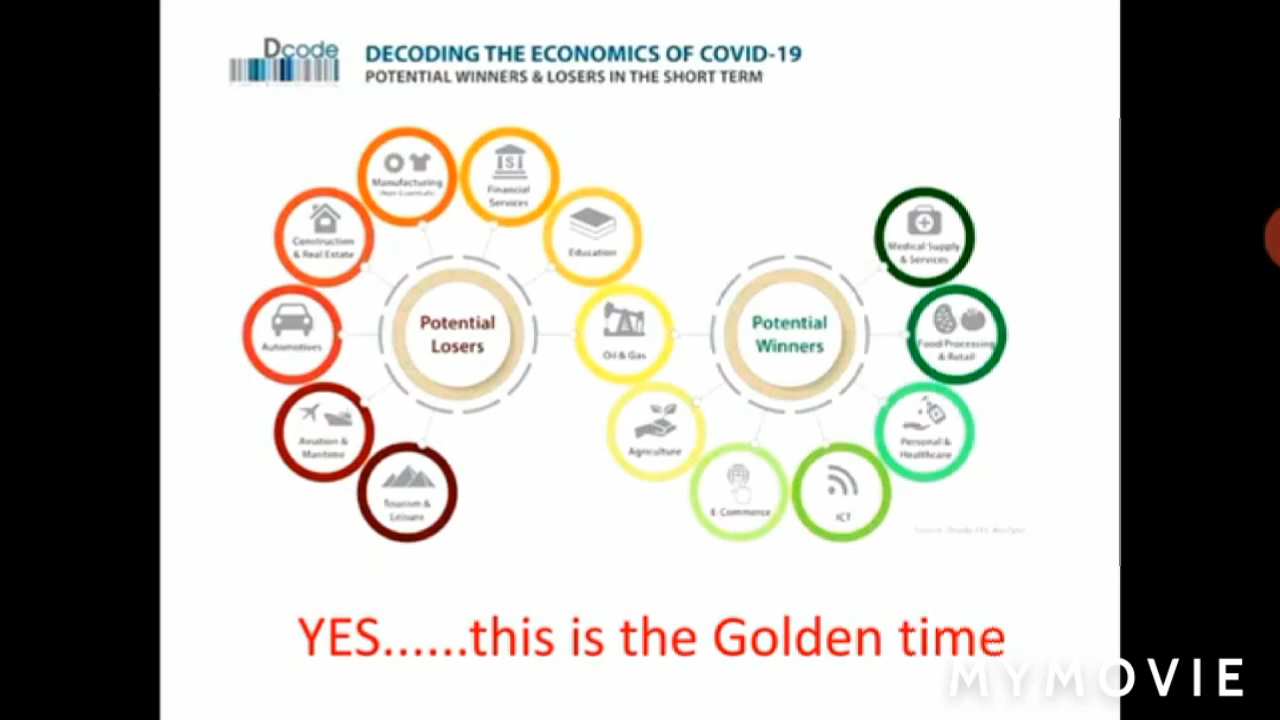 Dcode
DECODING THE ECONOMICS OF COVID-19
POTENTIAL WINNERS & LOSERS IN THE SHORT TERM
Manufacturing
Financial
Services
Construction
& Real Estate
Education
Automotives
Potential
Losers
Oil & Gas
Aviation &
Maritime
Tourism &
Leisure
Potential
Winners
Medical Supply
& Services
Food Processing
& Retail
Personal &
Healthcare
Agriculture
E-Commerce
ICT
YES......this is the Golden time
MYMOVIE